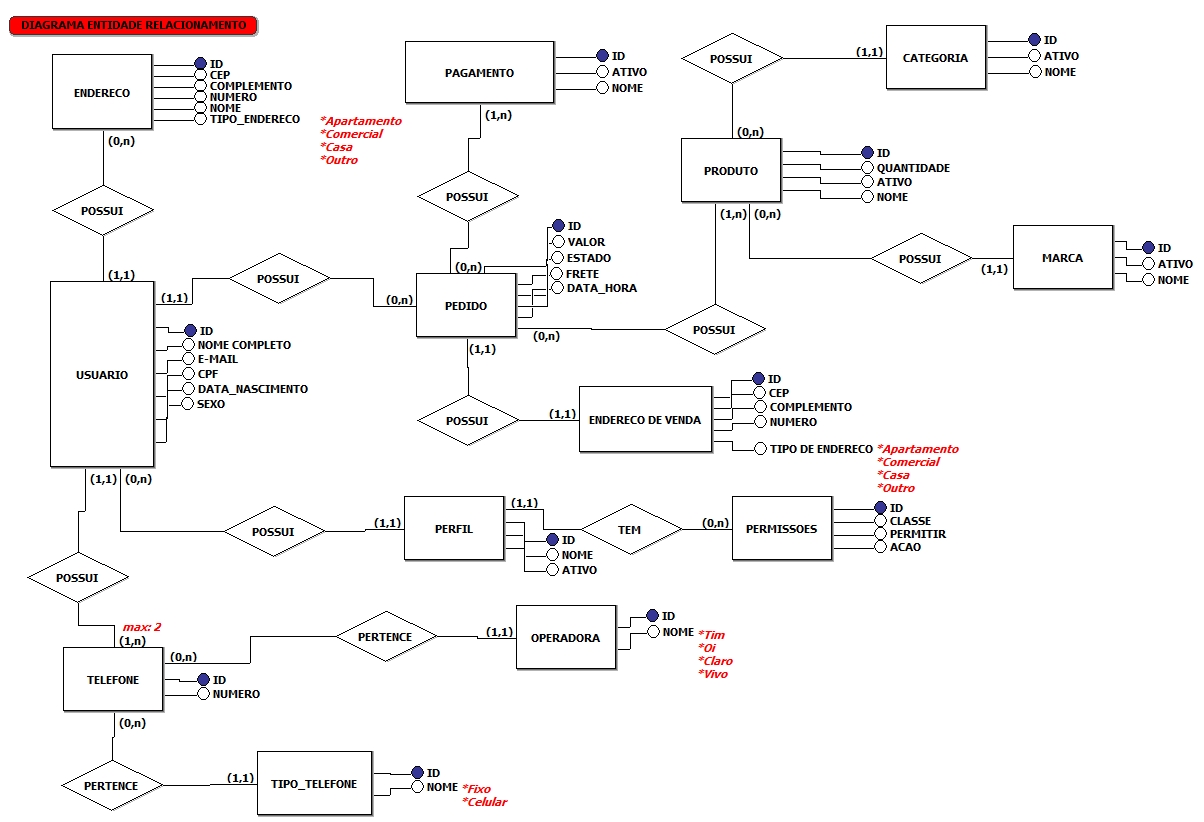 DIAGRAMA ENTIDADE RELACIONAMENTO
ENDERECO
ID
CEP
COMPLEMENTO
NUMERO
NOME
TIPO_ENDERECO
*Apartamento
*Comercial
*Casa
*Outro
(0,n)
POSSUI
(1,1)
PAGAMENTO
ID
ATIVO
NOME
(1,n)
POSSUI
(0,n)
POSSUI
(1,1)
CATEGORIA
ID
ATIVO
NOME
(0,n)
PRODUTO
ID
QUANTIDADE
ATIVO
NOME
(1,n)
(0,n)
POSSUI
(1,1)
MARCA
ID
ATIVO
NOME
USUARIO
(1,1)
ID
NOME COMPLETO
E-MAIL
CPF
DATA_NASCIMENTO
SEXO
POSSUI
(0,n)
PEDIDO
ID
VALOR
ESTADO
FRETE
DATA_HORA
(0,n)
POSSUI
(1,1)
POSSUI
(1,1)
ENDERECO DE VENDA
ID
CEP
COMPLEMENTO
NUMERO
TIPO DE ENDERECO
*Apartamento
*Comercial
*Casa
*Outro
(1,1)
(0,n)
POSSUI
(1,1)
PERFIL
(1,1)
ID
NOME
ATIVO
TEM
(0,n)
PERMISSOES
ID
CLASSE
PERMITIR
ACAO
POSSUI
max: 2
(1,n)
TELEFONE
ID
NUMERO
(0,n)
PERTENCE
(1,1)
OPERADORA
ID
NOME
*Tim
*Oi
*Claro
*Vivo
(0,n)
PERTENCE
(1,1)
TIPO_TELEFONE
ID
NOME
*Fixo
*Celular